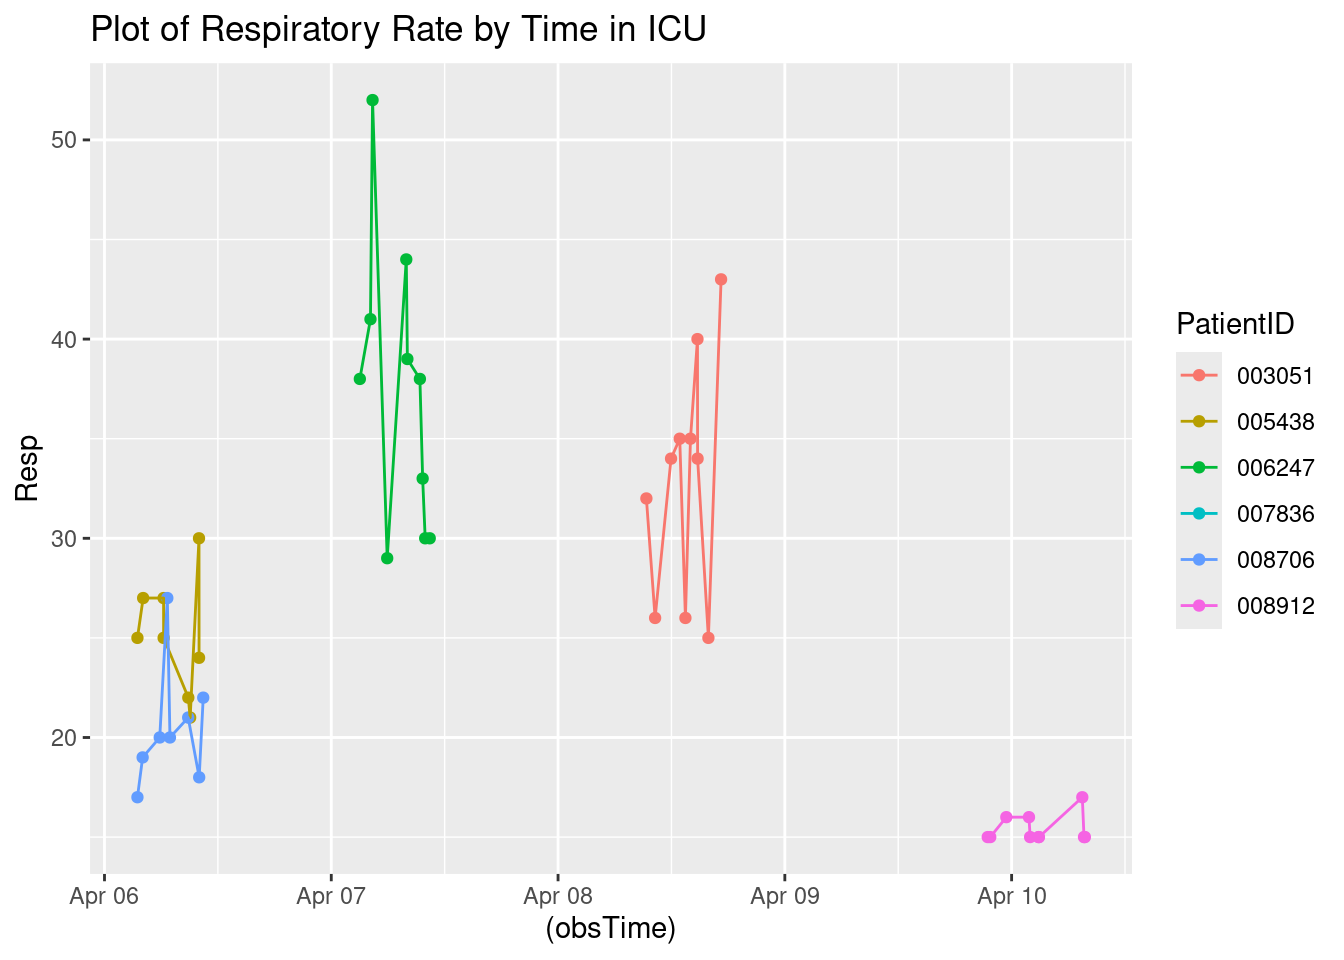 Plot of Respiratory Rate by Time in ICU
Resp
50
40
30
20
Apr 06
Apr 07
Apr 08
Apr 09
Apr 10
(obsTime)
PatientID
003051
005438
006247
007836
008706
008912